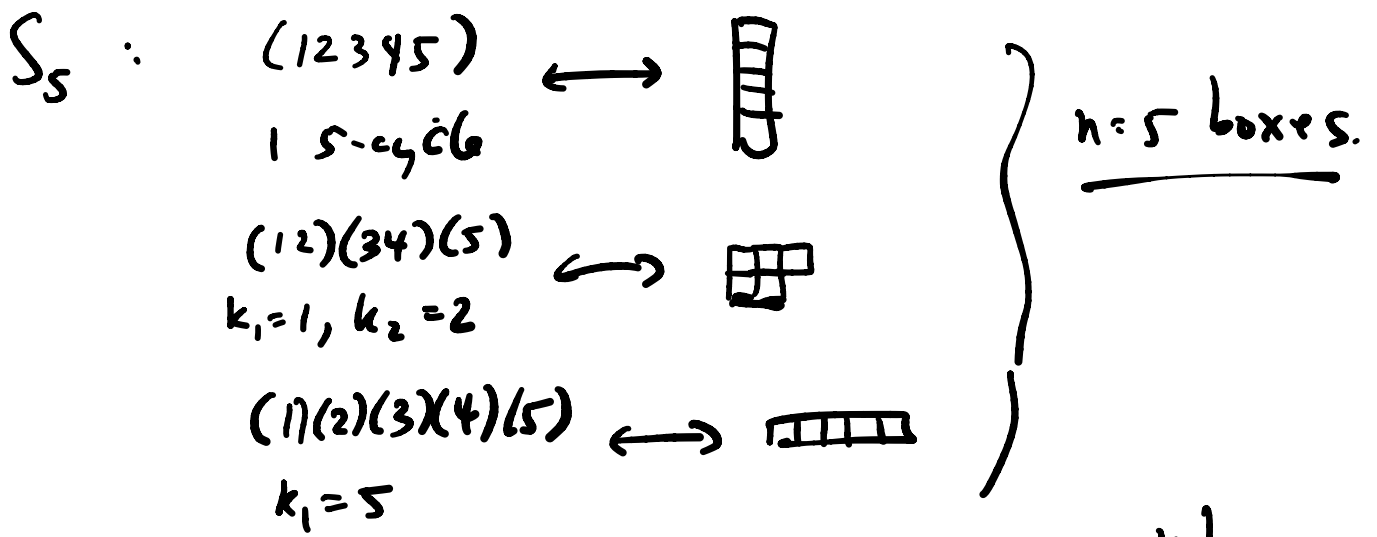 S₅ : (12345) ↔
1 5-cycle
n=5 boxes.
(12)(34)(5) ↔
k₁=1, k₂=2
(1)(2)(3)(4)(5) ↔
k₁=5